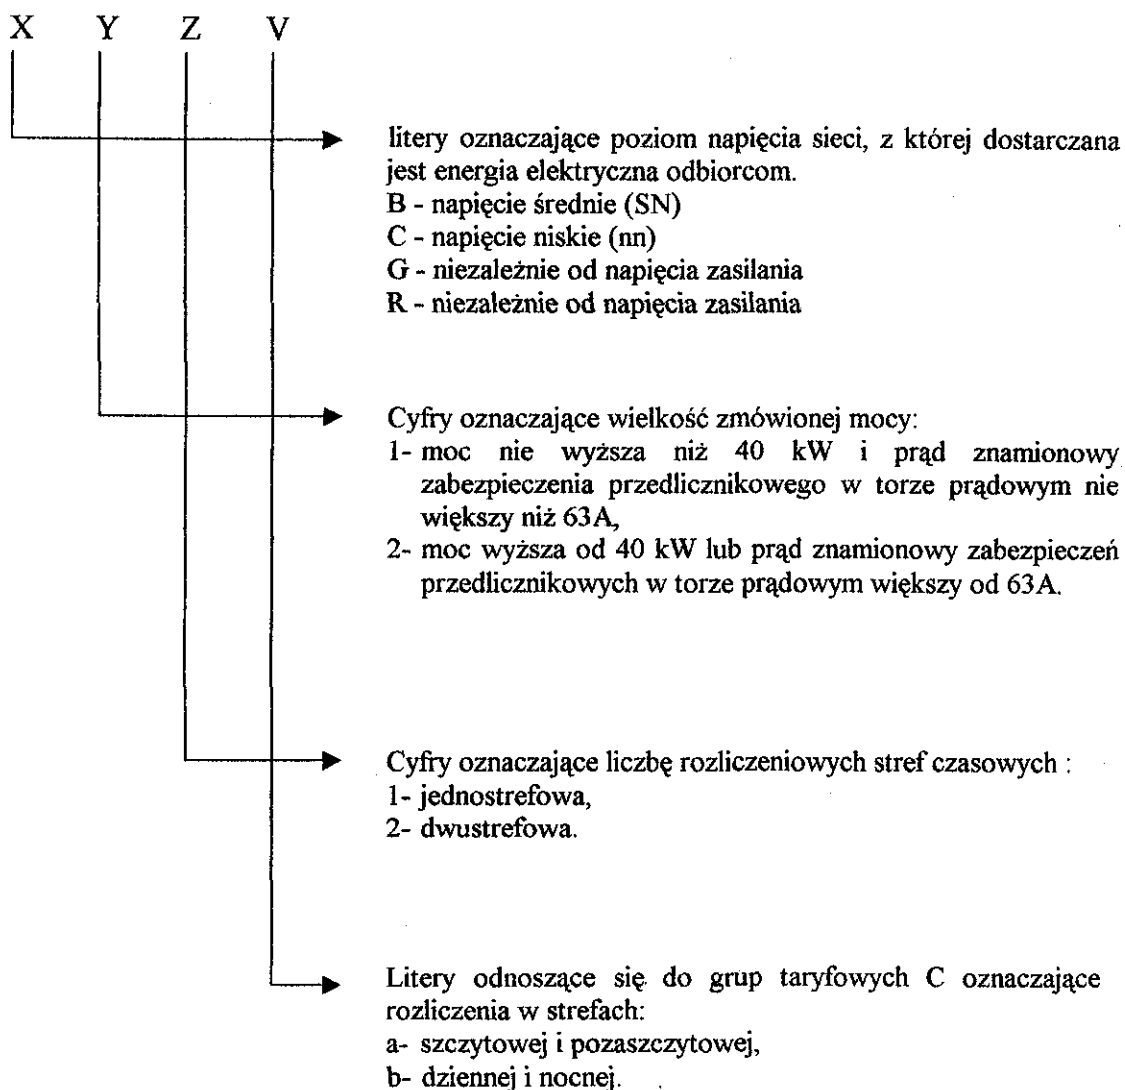 X Y Z V
litery oznaczające poziom napięcia sieci, z której dostarczana
jest energia elektryczna odbiorcom.
B - napięcie średnie (SN)
C - napięcie niskie (nn)
G - niezależnie od napięcia zasilania
R - niezależnie od napięcia zasilania
Cyfry oznaczające wielkość zmówionej mocy:
1- moc nie wyższa niż 40 kW i prąd znamionowy
zabezpieczenia przedlicznikowego w torze prądowym nie
większy niż 63A,
2- moc wyższa od 40 kW lub prąd znamionowy zabezpieczeń
przedlicznikowych w torze prądowym większy od 63A.
Cyfry oznaczające liczbę rozliczeniowych stref czasowych :
1- jednostrefowa,
2- dwustrefowa.
Litery odnoszące się do grup taryfowych C oznaczające
rozliczenia w strefach:
a- szczytowej i pozaszczytowej,
b- dziennej i nocnej.